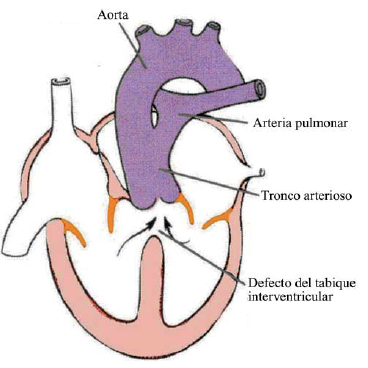 Aorta
Arteria pulmonar
Tronco arterioso
Defecto del tabique
interventricular